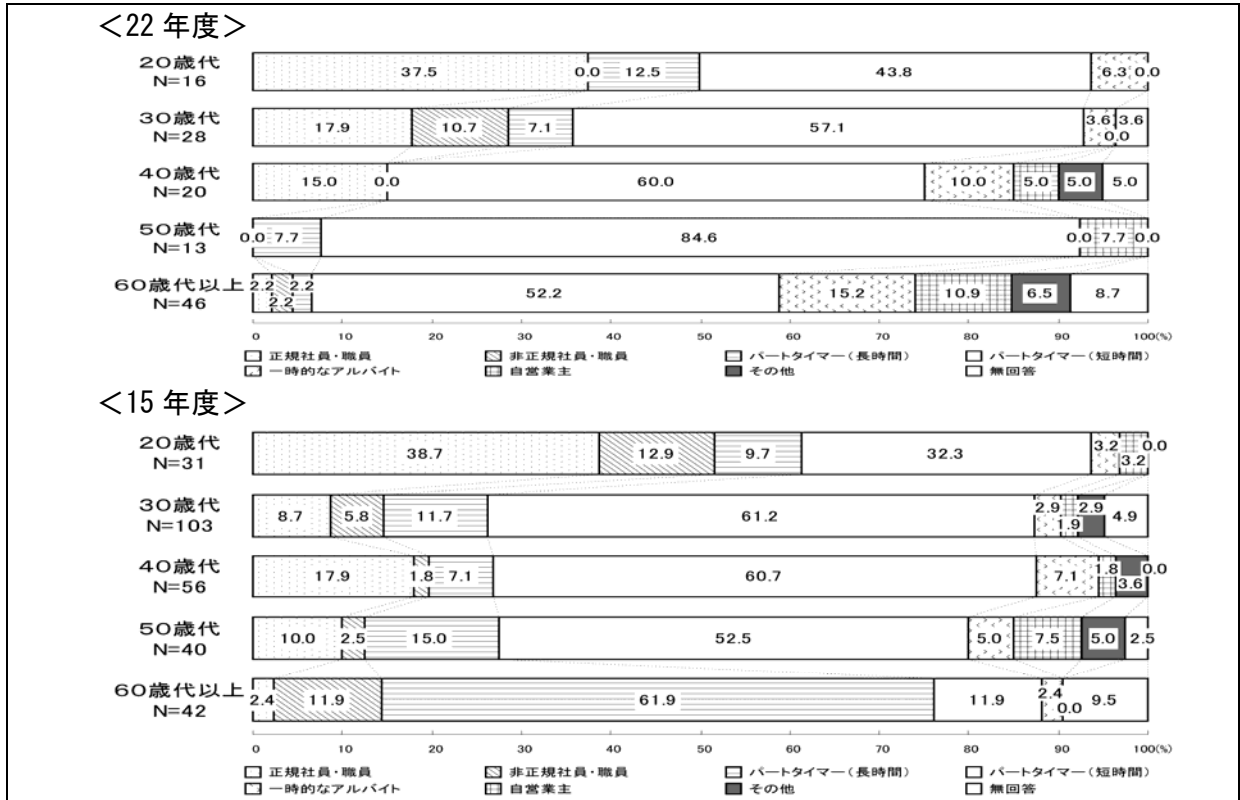 ＜22年度＞
20歳代
N=16
37.5 0.0 12.5 43.8 6.3 0.0
30歳代
N=28
17.9 10.7 7.1 57.1 3.6 0.0 3.6
40歳代
N=20
15.0 0.0 60.0 10.0 5.0 5.0 5.0
50歳代
N=13
0.0 7.7 84.6 0.0 7.7 0.0
60歳代以上
N=46
2.2 2.2 2.2 52.2 15.2 10.9 6.5 8.7
0 10 20 30 40 50 60 70 80 90 100(%)
正規社員・職員 非正規社員・職員 パートタイマー（長時間） パートタイマー（短時間）
一時的なアルバイト 自営業主 その他 無回答
＜15年度＞
20歳代
N=31
38.7 12.9 9.7 32.3 3.2 3.2 0.0
30歳代
N=103
8.7 5.8 11.7 61.2 2.9 1.9 2.9 4.9
40歳代
N=56
17.9 1.8 7.1 60.7 7.1 1.8 3.6 0.0
50歳代
N=40
10.0 2.5 15.0 52.5 5.0 7.5 5.0 2.5
60歳代以上
N=42
2.4 11.9 61.9 11.9 2.4 0.0 9.5
0 10 20 30 40 50 60 70 80 90 100(%)
正規社員・職員 非正規社員・職員 パートタイマー（長時間） パートタイマー（短時間）
一時的なアルバイト 自営業主 その他 無回答